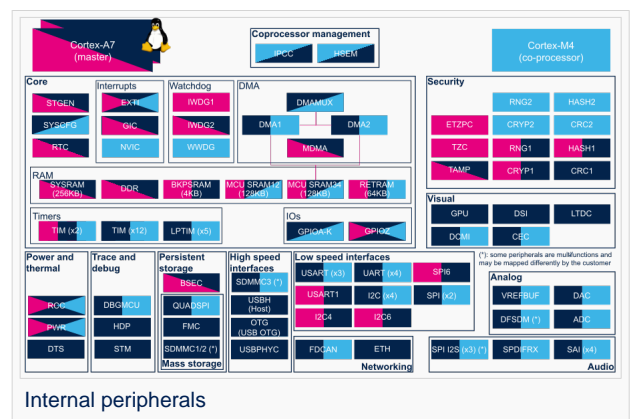 Cortex-A7
(master)
Coprocessor management
IPCC
HSEM
Cortex-M4
(co-processor)
Core
STGEN
SYSCFG
RTC
Interrupts
EXTI
GIC
NVIC
Watchdog
IWDG1
IWDG2
WWDG
DMA
DMAMUX
DMA1
DMA2
MDMA
Security
RNG2
HASH2
ETZPC
CRYP2
CRC2
TZC
RNG1
HASH1
TAMP
CRYP1
CRC1
RAM
SYSRAM
(256KB)
DDR
BKPSRAM
(4KB)
MCU SRAM12
(128KB)
MCU SRAM34
(128KB)
RETRAM
(64KB)
Timers
TIM (x2)
TIM (x12)
LPTIM (x5)
IOs
GPIOA-K
GPIOZ
Visual
GPU
DSI
LTDC
DCMI
CEC
(*): some peripherals are multifunctions and
may be mapped differently by the customer
Power and
thermal
RCC
PWR
DTS
Trace and
debug
DBGMCU
HDP
STM
Persistent
storage
BSEC
QUADSPI
FMC
SDMMC1/2 (*)
Mass storage
High speed
interfaces
SDMMC3 (*)
USBH
(Host)
OTG
(USB OTG)
USBPHYC
Low speed interfaces
USART (x3)
UART (x4)
SPI6
USART1
I2C (x4)
SPI (x2)
I2C4
I2C6
FDCAN
ETH
Networking
Analog
VREFBUF
DAC
DFSDM (*)
ADC
SPI I2S (x3) (*)
SPDIFRX
SAI (x4)
Audio
Internal peripherals